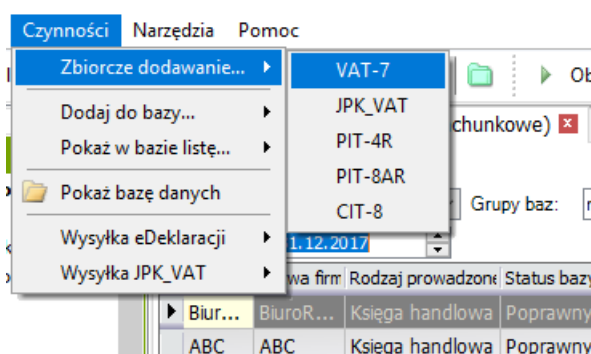 Czynności Narzędzia Pomoc
Zbiorcze dodawanie... VAT-7
JPK_VAT
Dodaj do bazy... chunkowe)
Pokaż w bazie listę... PIT-4R
PIT-8AR
Pokaż bazę danych CIT-8 Grupy baz:
Wysyłka eDeklaracji 1.12.2017
Wysyłka JPK_VAT wa firm Rodzaj prowadzone Status bazy
Biur... BiuroR... Księga handlowa Poprawny
ABC ABC Księga handlowa Poprawny